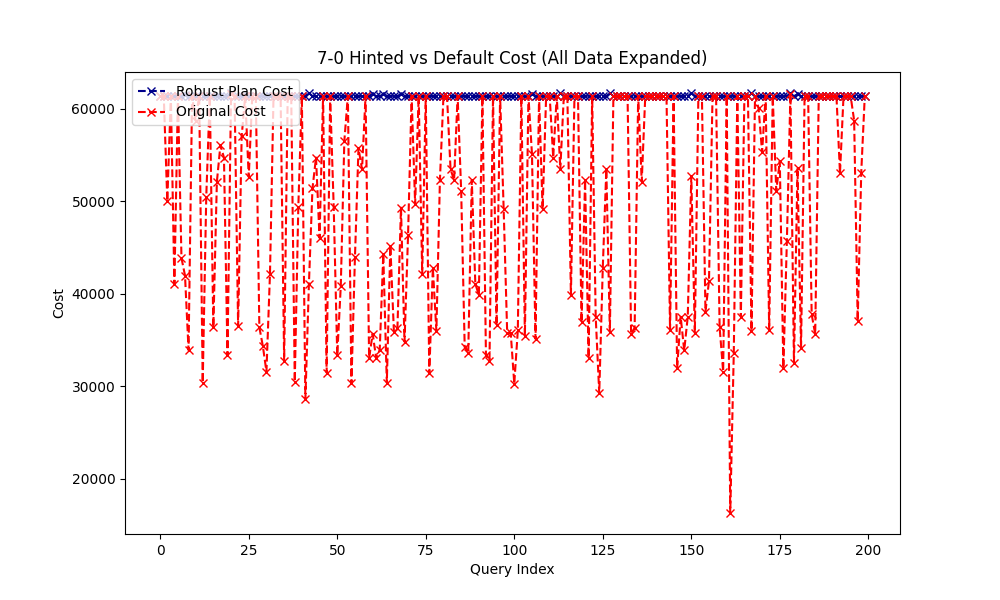 7-0 Hinted vs Default Cost (All Data Expanded)
Robust Plan Cost
Original Cost
60000
50000
40000
30000
20000
Cost
0 25 50 75 100 125 150 175 200
Query Index